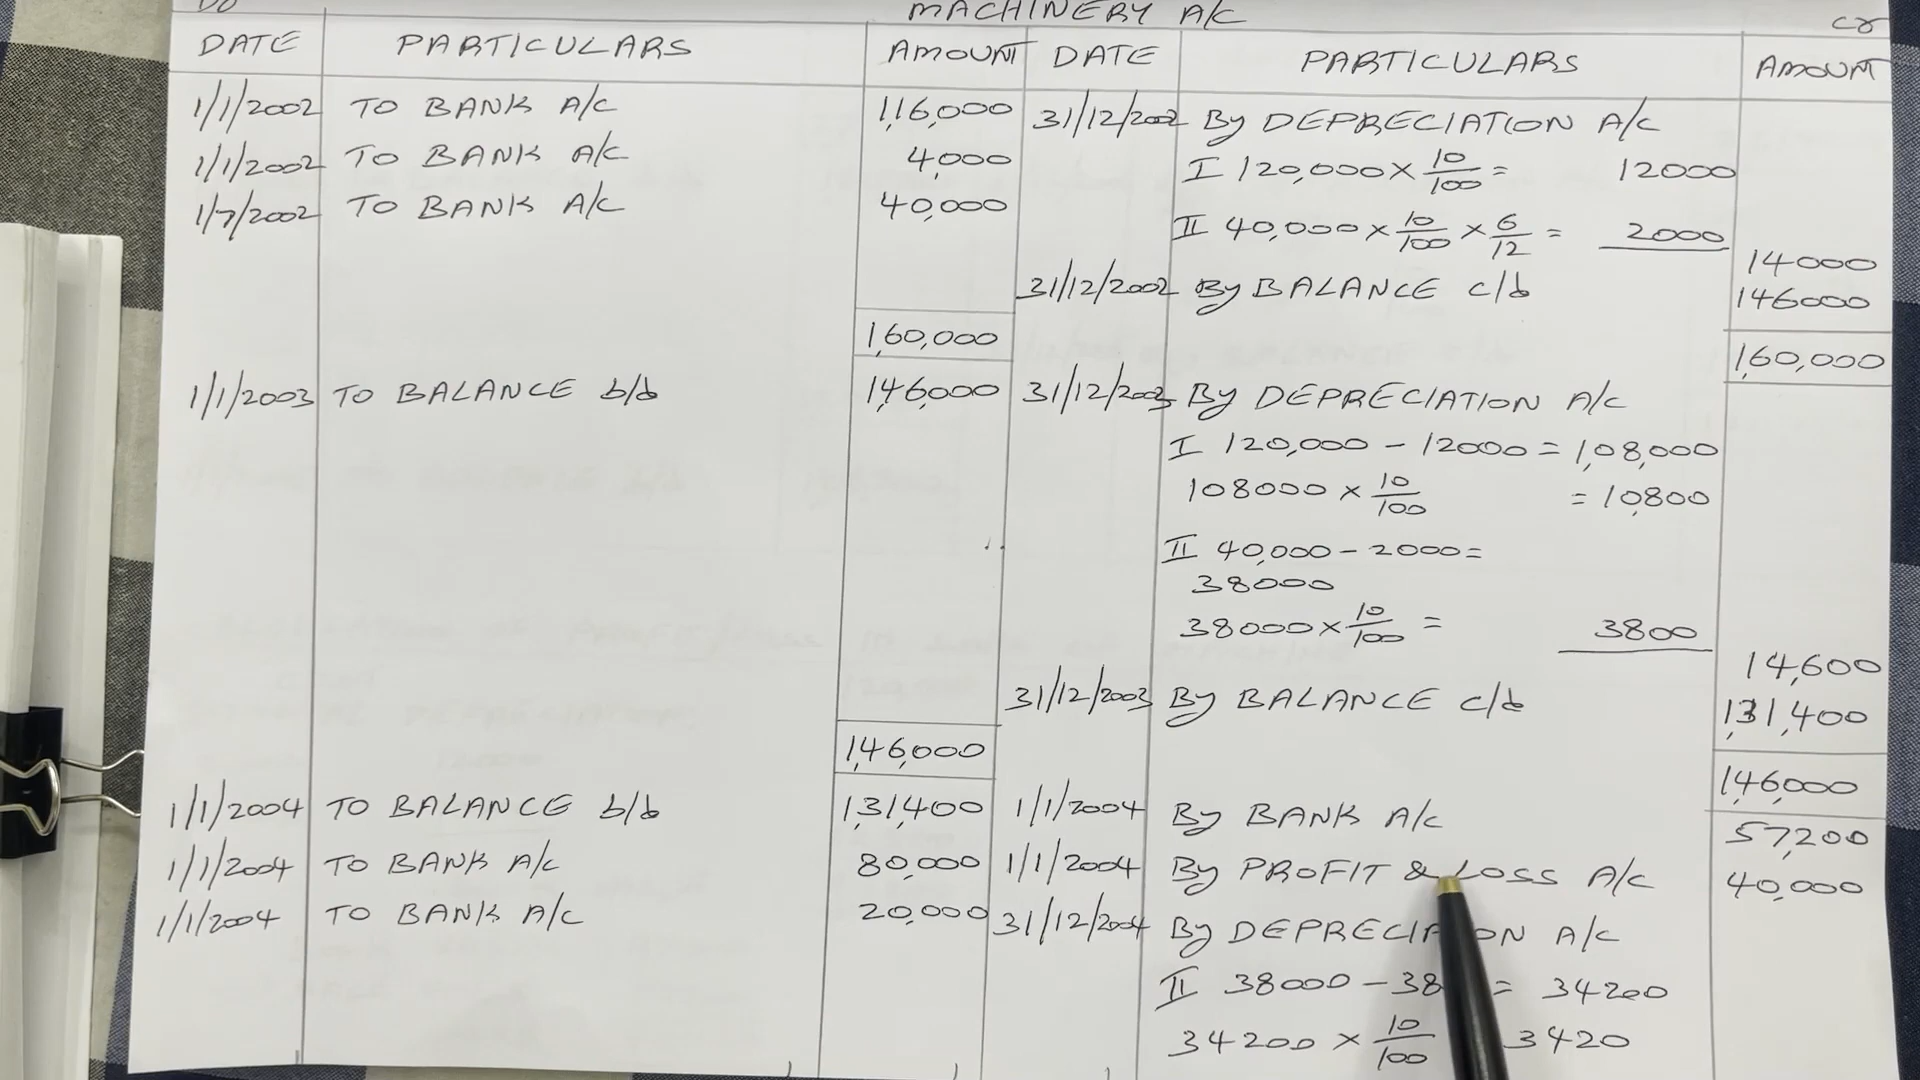 MACHINERY A/C
Dr Cr
DATE PARTICULARS AMOUNT DATE PARTICULARS AMOUNT
1/1/2002 TO BANK A/C 1,16,000 31/12/2002 By DEPRECIATION A/C
1/1/2002 TO BANK A/C 4,000 I 120,000 × 10/100 = 12000
1/7/2002 TO BANK A/C 40,000 II 40,000 × 10/100 × 6/12 = 2000
14000
31/12/2002 By BALANCE c/d 146000
1,60,000 1,60,000
1/1/2003 TO BALANCE b/d 1,46,000 31/12/2003 By DEPRECIATION A/C
I 120,000 - 12000 = 1,08,000
108000 × 10/100 = 10,800
II 40,000 - 2000 =
38000
38000 × 10/100 = 3800
14,600
31/12/2003 By BALANCE c/d 1,31,400
1,46,000 1,46,000
1/1/2004 TO BALANCE b/d 1,31,400 1/1/2004 By BANK A/C 57,200
1/1/2004 TO BANK A/C 80,000 1/1/2004 By PROFIT & LOSS A/C 40,000
1/1/2004 TO BANK A/C 20,000 31/12/2004 By DEPRECIATION A/C
II 38000 - 38 = 34200
34200 × 10/100 3420